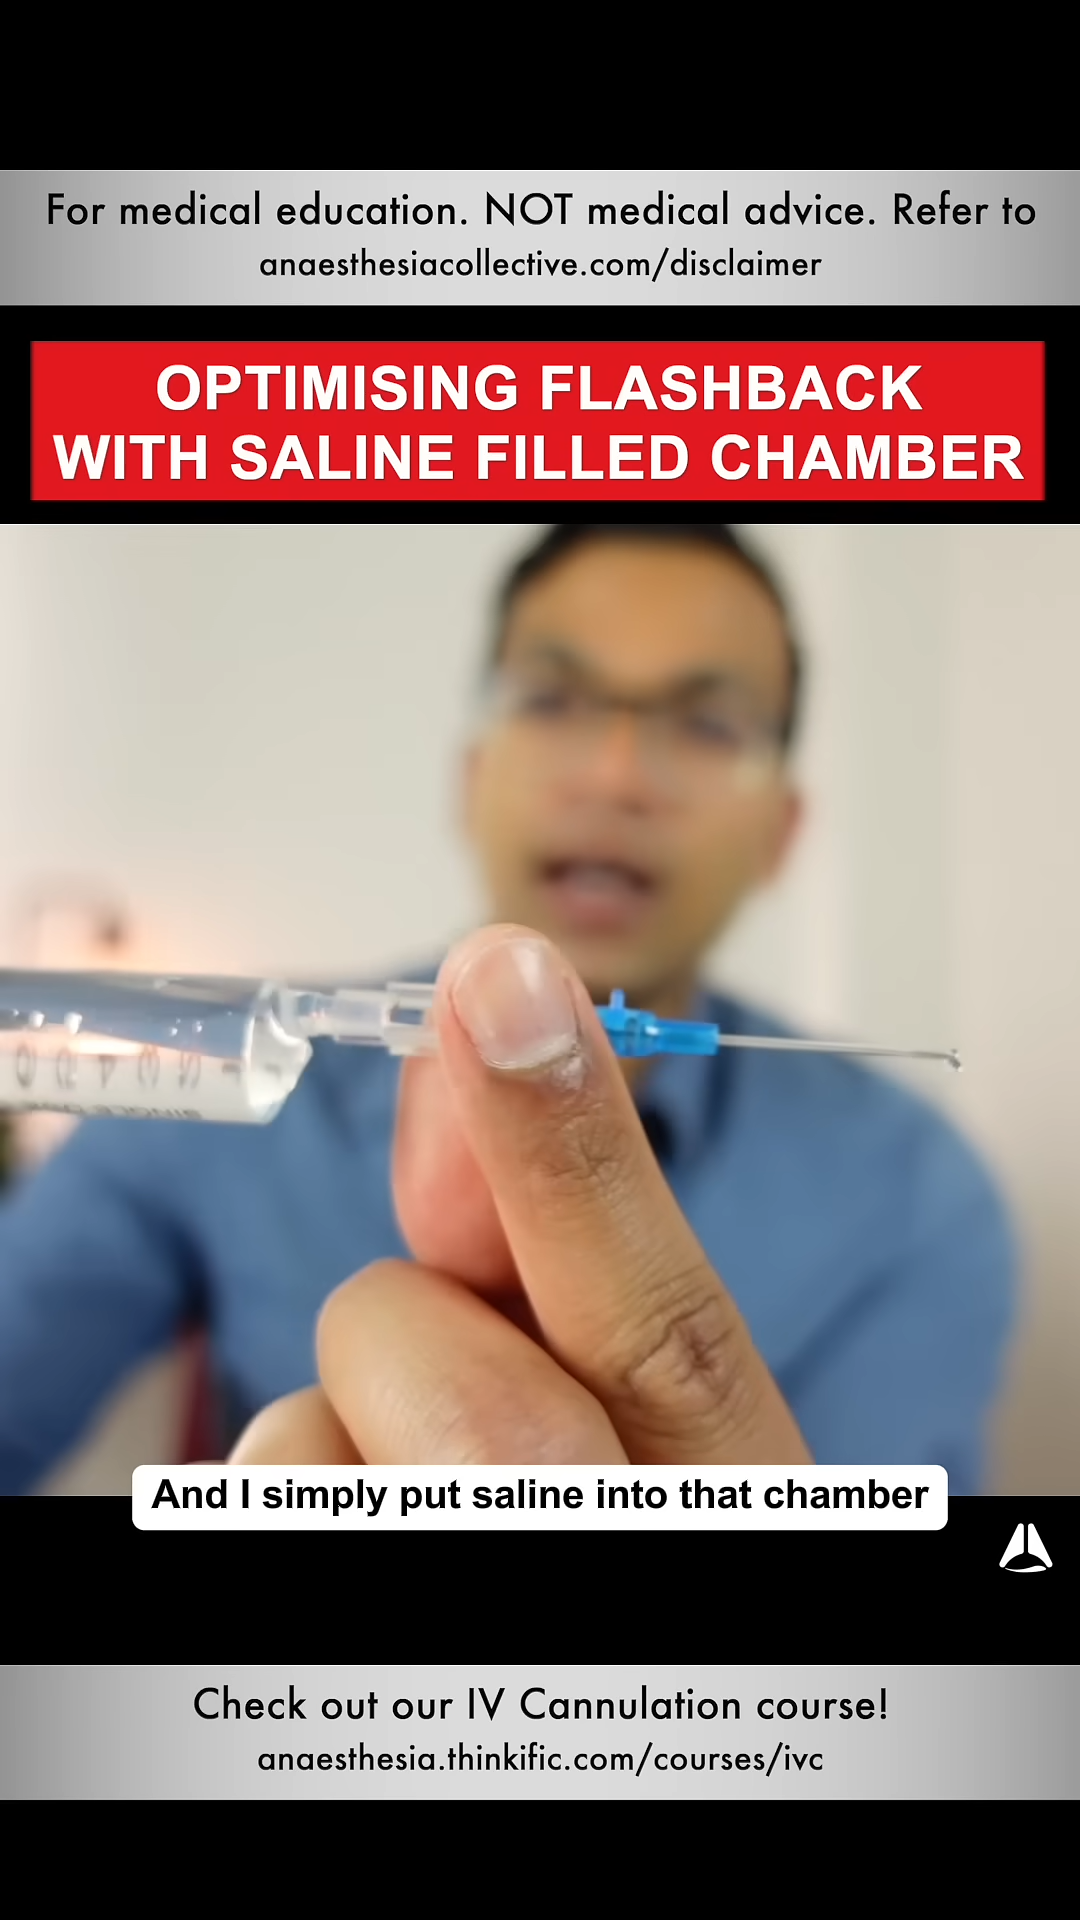 For medical education. NOT medical advice. Refer to
anaesthesiacollective.com/disclaimer
OPTIMISING FLASHBACK
WITH SALINE FILLED CHAMBER
And I simply put saline into that chamber
Check out our IV Cannulation course!
anaesthesia.thinkific.com/courses/ivc